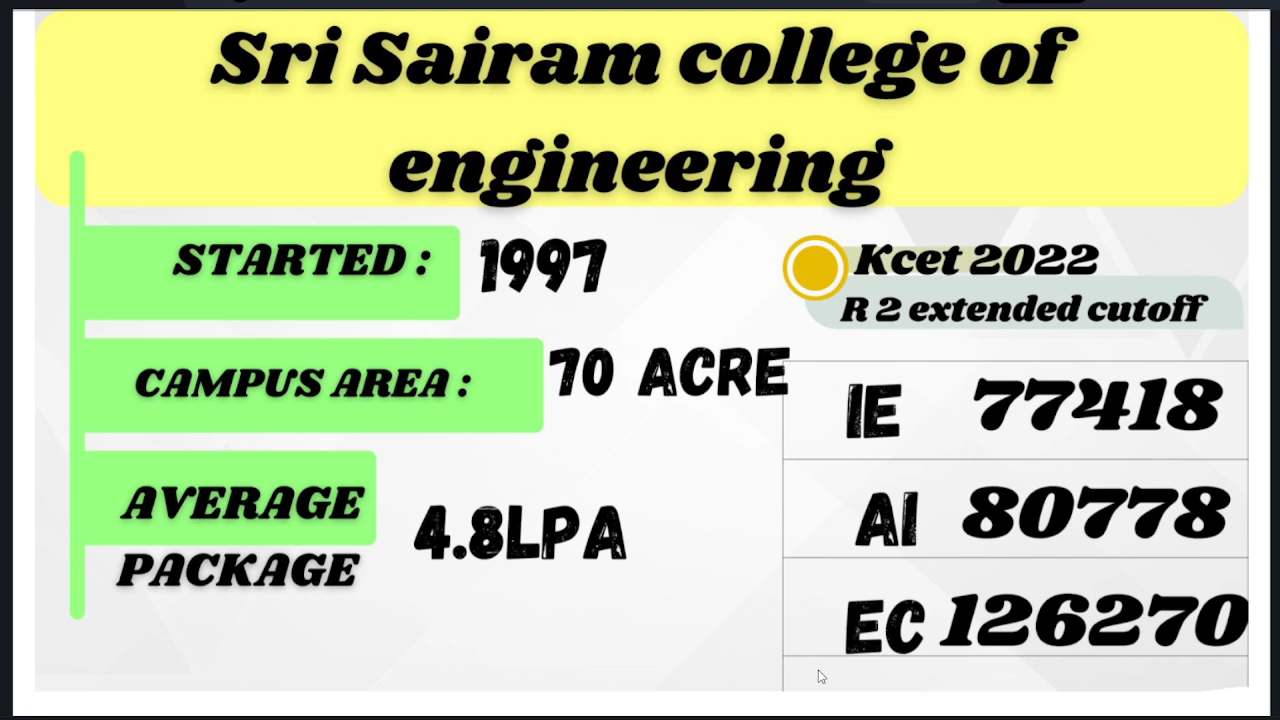 Sri Sairam college of
engineering
STARTED :
1997
CAMPUS AREA :
70 ACRE
AVERAGE
PACKAGE
4.8LPA
Kcet 2022
R 2 extended cutoff
IE 77418
AI 80778
EC 126270